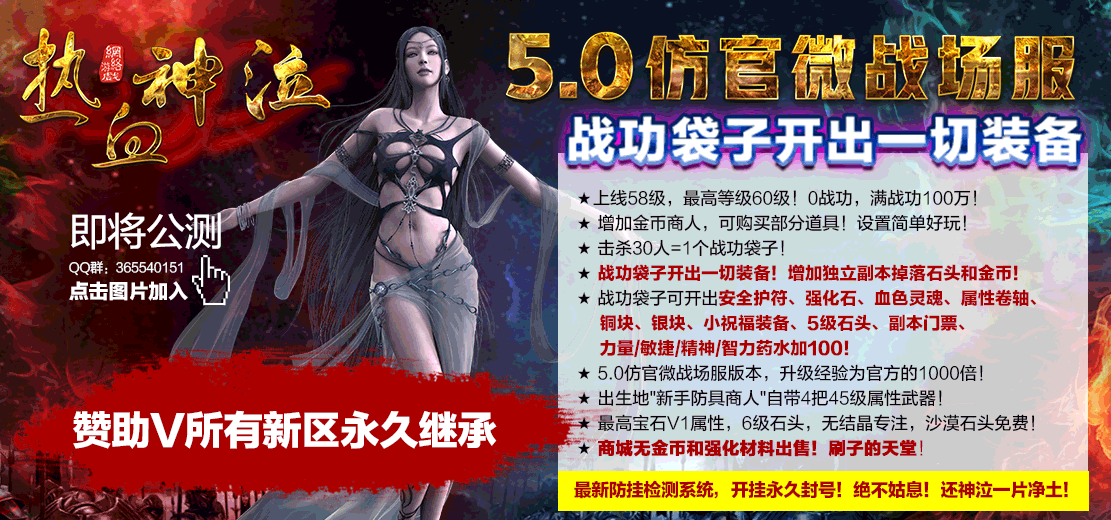 热血神泣
網絡游戲
5.0仿官微战场服
战功袋子开出一切装备
即将公测
QQ群：365540151
点击图片加入
★上线58级，最高等级60级！0战功，满战功100万！
★ 增加金币商人，可购买部分道具！设置简单好玩！
★ 击杀30人=1个战功袋子！
★ 战功袋子开出一切装备！增加独立副本掉落石头和金币！
★ 战功袋子可开出安全护符、强化石、血色灵魂、属性卷轴、
铜块、银块、小祝福装备、5级石头、副本门票、
力量/敏捷/精神/智力药水加100！
★ 5.0仿官微战场服版本，升级经验为官方的1000倍！
★ 出生地"新手防具商人"自带4把45级属性武器！
★ 最高宝石V1属性，6级石头，无结晶专注，沙漠石头免费！
★ 商城无金币和强化材料出售！刷子的天堂！
赞助V所有新区永久继承
最新防挂检测系统，开挂永久封号！绝不姑息！还神泣一片净土！